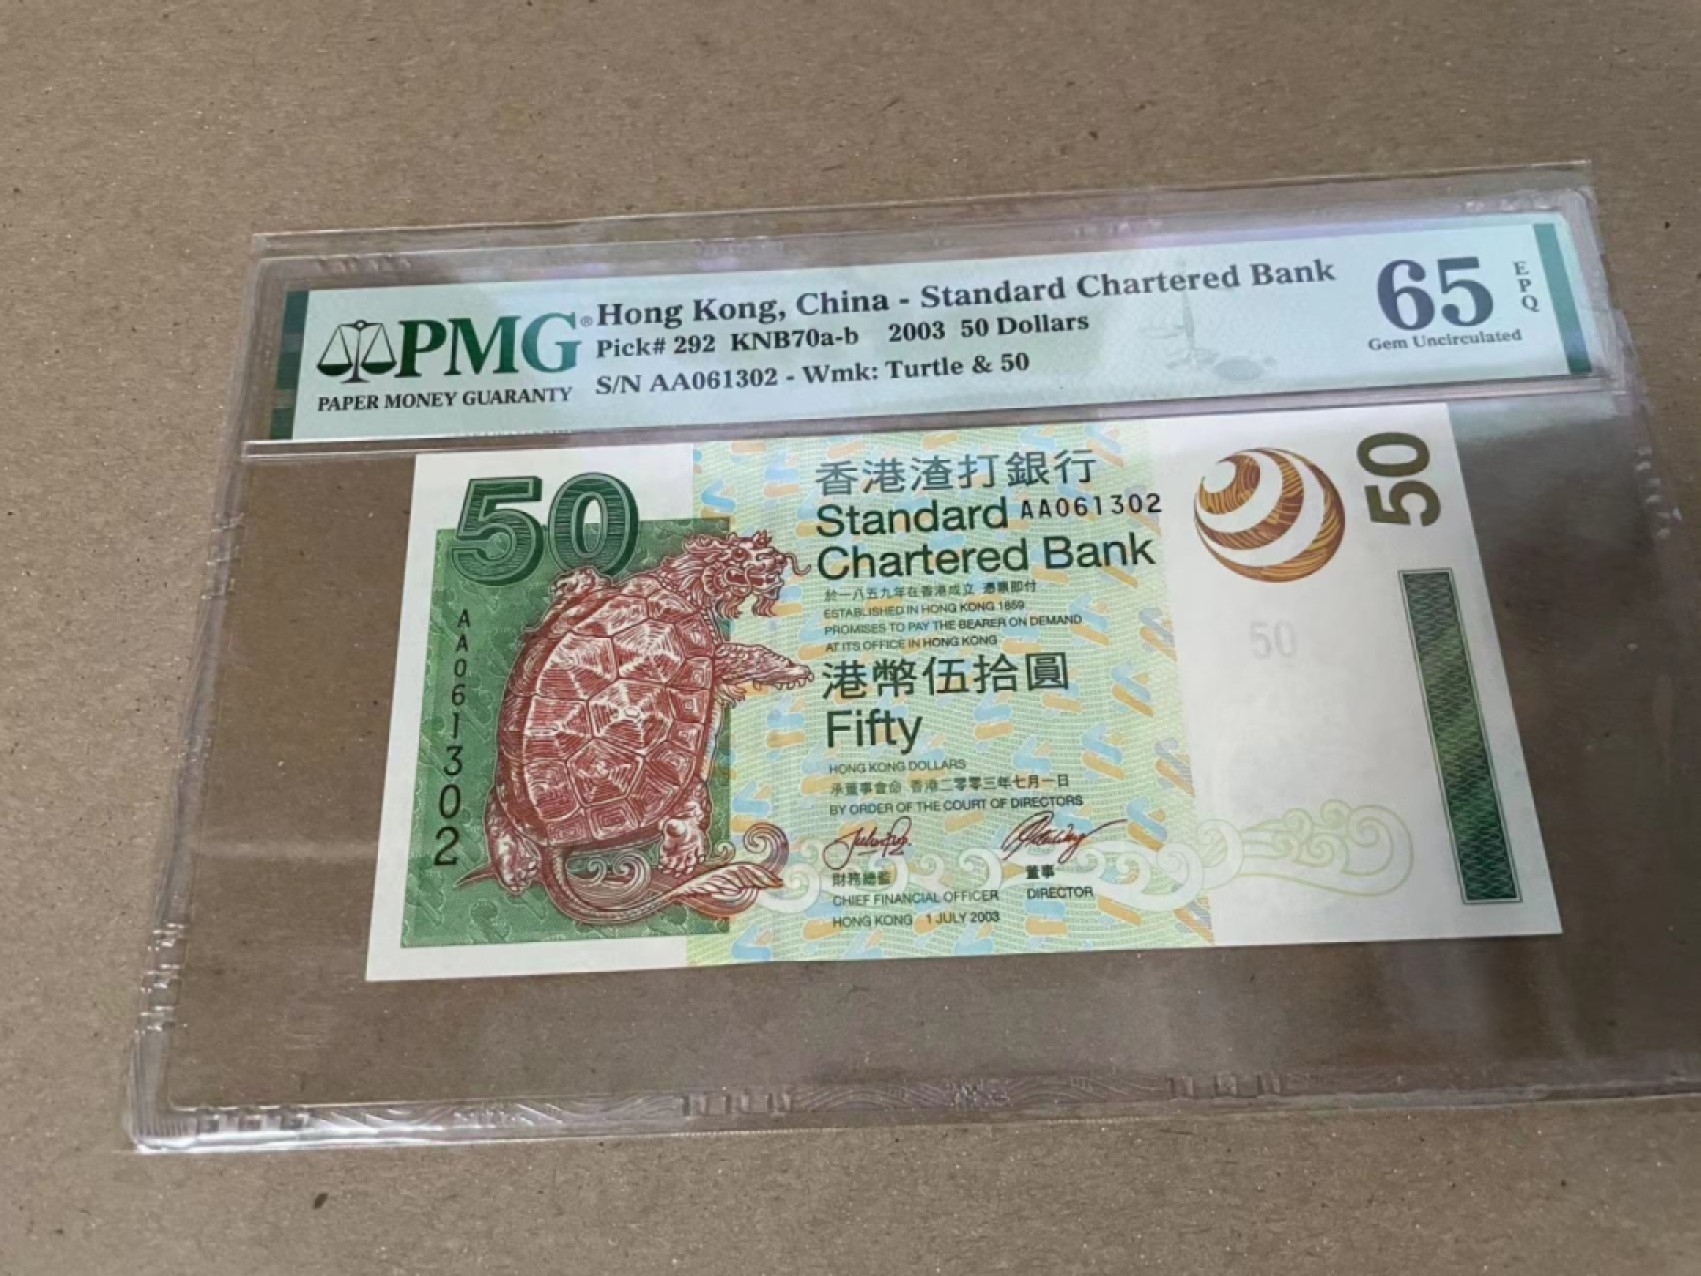 PMG®
PAPER MONEY GUARANTY
Hong Kong, China - Standard Chartered Bank
Pick# 292 KNB70a-b 2003 50 Dollars
S/N AA061302 - Wmk: Turtle & 50
65
EPQ
Gem Uncirculated
50
香港渣打銀行
Standard AA061302
Chartered Bank
於一八五九年在香港成立 憑票即付
ESTABLISHED IN HONG KONG 1859
PROMISES TO PAY THE BEARER ON DEMAND
AT ITS OFFICE IN HONG KONG
港幣伍拾圓
Fifty
HONG KONG DOLLARS
承董事會命 香港二零零三年七月一日
BY ORDER OF THE COURT OF DIRECTORS
財務總監
CHIEF FINANCIAL OFFICER
董事
DIRECTOR
HONG KONG 1 JULY 2003
AA061302
50
50